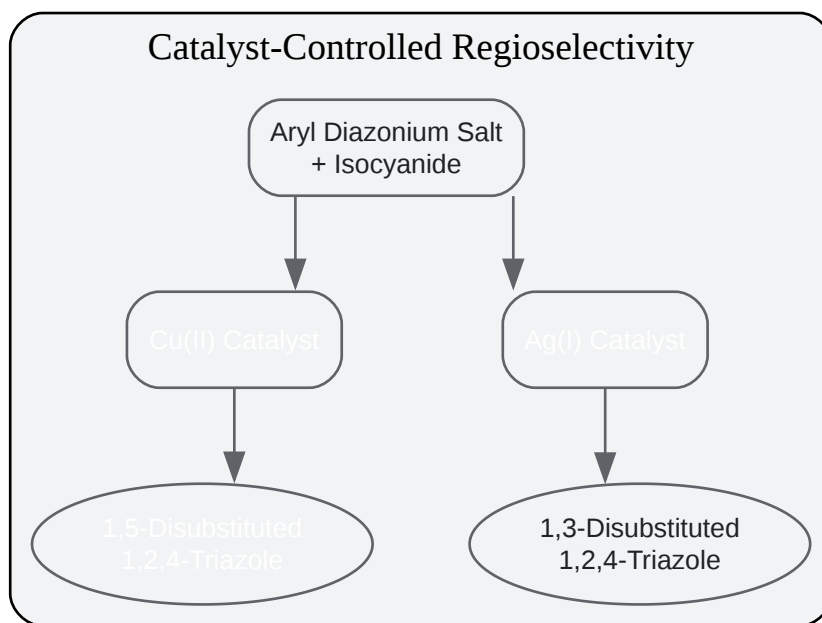 Catalyst-Controlled Regioselectivity
Aryl Diazonium Salt
+ Isocyanide
Cu(II) Catalyst
Ag(I) Catalyst
1,5-Disubstituted
1,2,4-Triazole
1,3-Disubstituted
1,2,4-Triazole